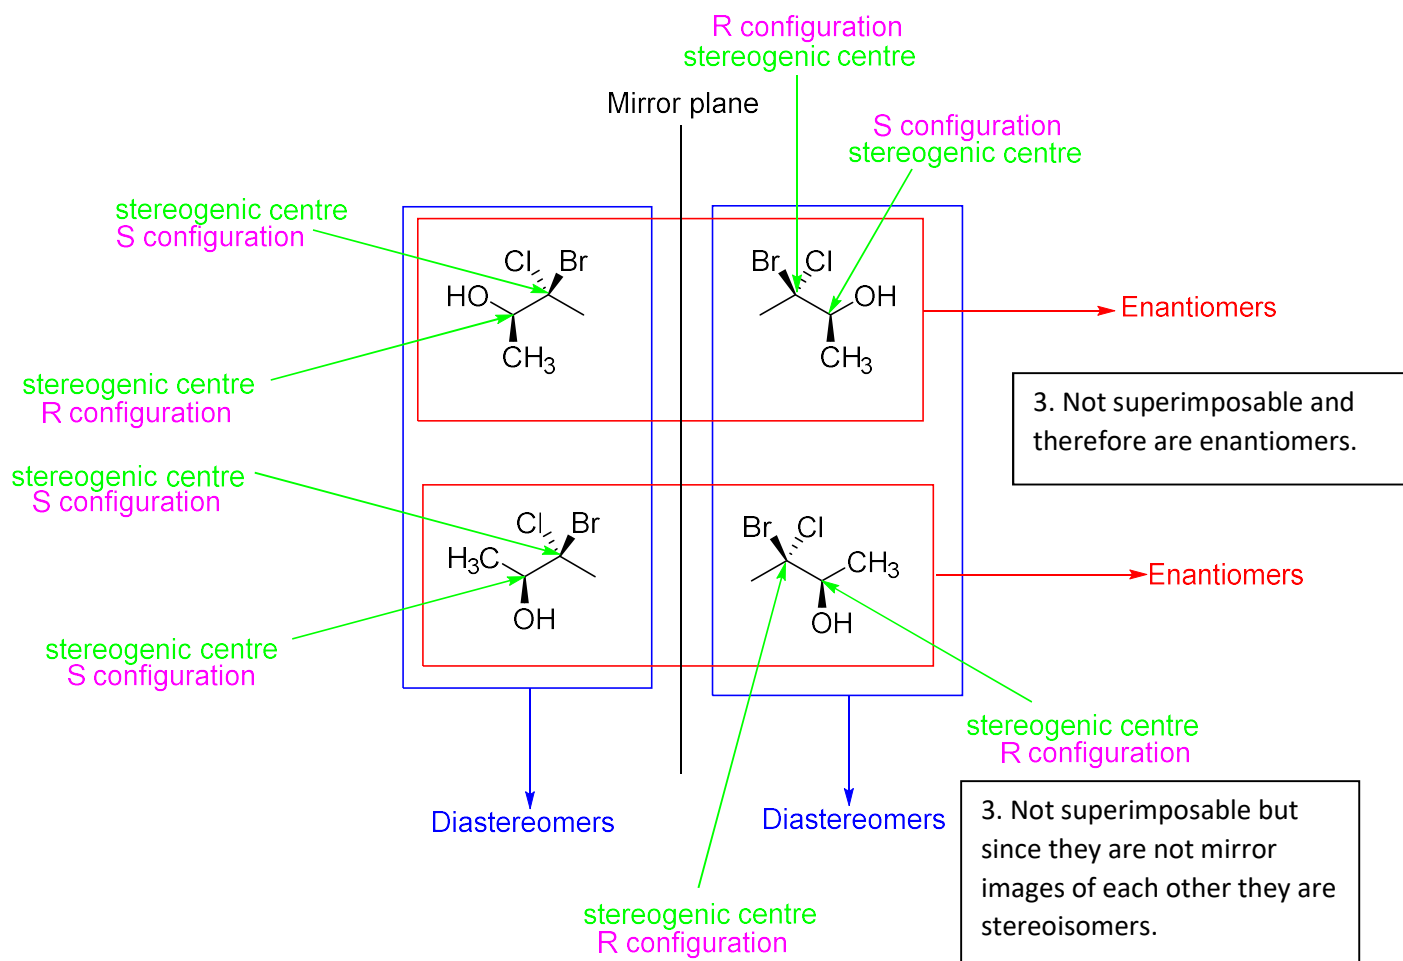 R configuration
stereogenic centre
Mirror plane
S configuration
stereogenic centre
stereogenic centre
S configuration
Cl Br
HO
CH3
Br Cl
OH
CH3
Enantiomers
stereogenic centre
R configuration
3. Not superimposable and
therefore are enantiomers.
stereogenic centre
S configuration
Cl Br
H3C
OH
Br Cl
CH3
OH
Enantiomers
stereogenic centre
S configuration
stereogenic centre
R configuration
Diastereomers
Diastereomers
3. Not superimposable but
since they are not mirror
images of each other they are
stereoisomers.
stereogenic centre
R configuration